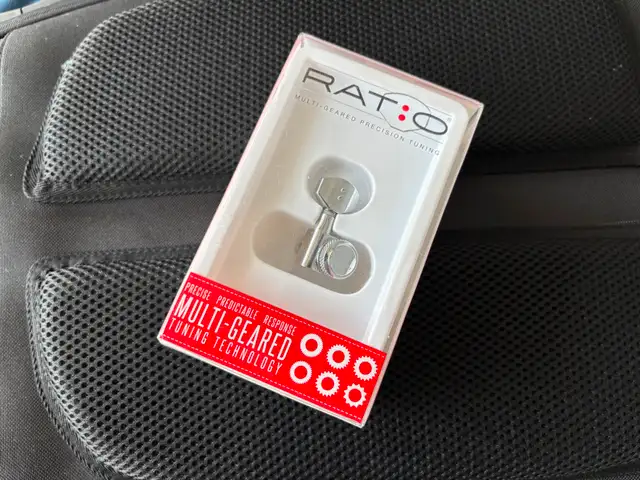 RAT:O
MULTI-GEARED PRECISION TUNING
PRECISE PREDICTABLE RESPONSE
MULTI-GEARED
TUNING TECHNOLOGY